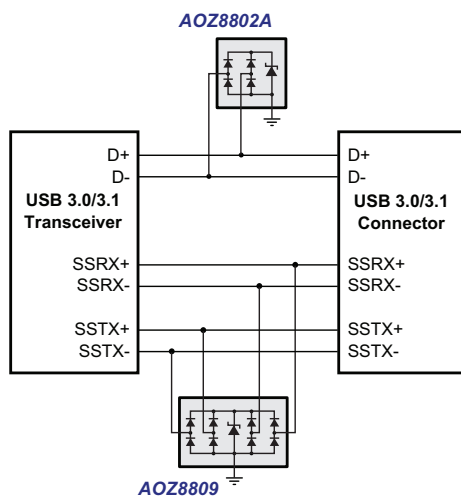 AOZ8802A
D+
D-
USB 3.0/3.1
Transceiver
SSRX+
SSRX-
SSTX+
SSTX-
D+
D-
USB 3.0/3.1
Connector
SSRX+
SSRX-
SSTX+
SSTX-
AOZ8809